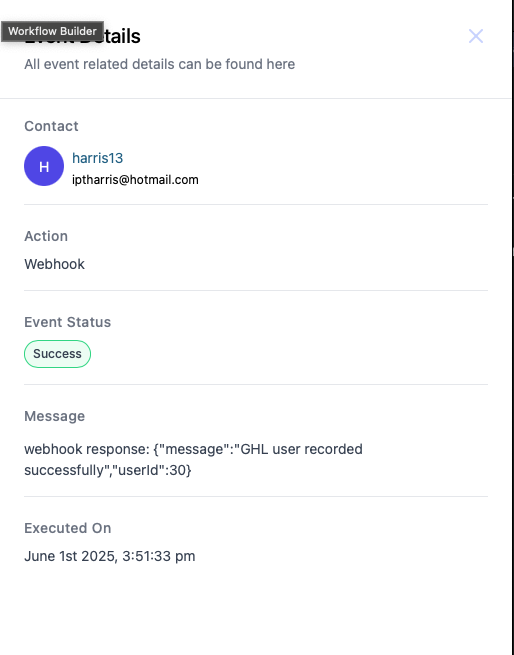 Workflow Builder
Event Details
All event related details can be found here
Contact
H
harris13
iptharris@hotmail.com
Action
Webhook
Event Status
Success
Message
webhook response: {"message":"GHL user recorded
successfully","userId":30}
Executed On
June 1st 2025, 3:51:33 pm